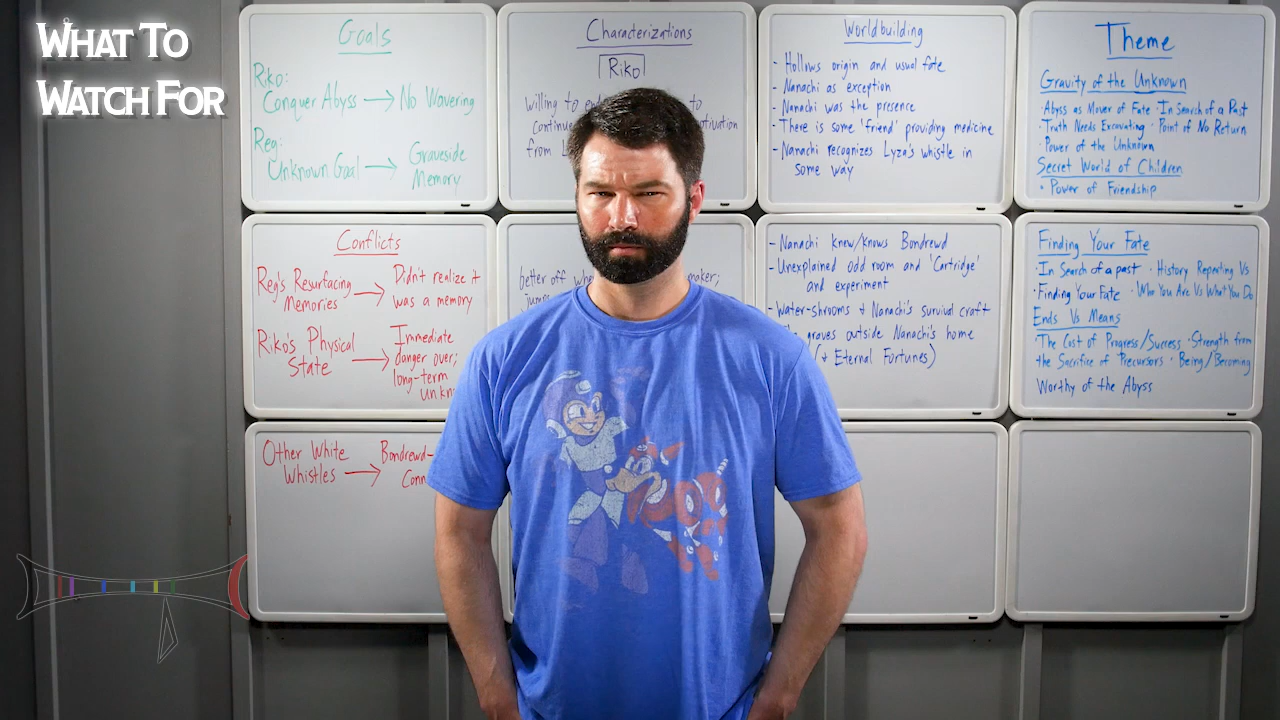 What To
Watch For
Goals
Riko:
Conquer Abyss → No Wavering
Reg:
Unknown Goal → Graveside
Memory
Characterizations
Riko
Willing to to
Continue
from
Worldbuilding
- Hollows origin and usual fate
- Nanachi as exception
- Nanachi was the presence
- There is some 'friend' providing medicine
- Nanachi recognizes Lyza's whistle in
some way
Theme
Gravity of the Unknown
· Abyss as Mover of Fate · In Search of a Past
· Truth Needs Excavating · Point of No Return
· Power of the Unknown
Secret World of Children
· Power of Friendship
Conflicts
Reg's Resurfacing
Memories → Didn't realize it
was a memory
Riko's Physical
State → Immediate
danger over;
long-term
better off
- Nanachi knew/knows Bondrewd
- Unexplained odd room and 'Cartridge'
and experiment
- Water-shrooms + Nanachi's survival craft
graves outside Nanachi's home
(+ Eternal Fortunes)
Finding Your Fate
· In Search of a past · History Repeating Vs
· Finding Your Fate · Who You Are Vs What You Do
Ends Vs Means
· The Cost of Progress/Success · Strength from
the Sacrifice of Precursors · Being/Becoming
Worthy of the Abyss
Other White
Whistles → Bondrewd-